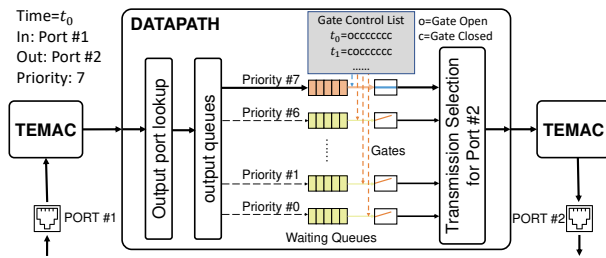 Time=t₀
In: Port #1
Out: Port #2
Priority: 7
DATAPATH
Gate Control List
t₀=occccccc
t₁=cocccccc
......
o=Gate Open
c=Gate Closed
TEMAC
PORT #1
Output port lookup
output queues
Priority #7
Priority #6
Priority #1
Priority #0
Gates
Waiting Queues
Transmission Selection
for Port #2
TEMAC
PORT #2